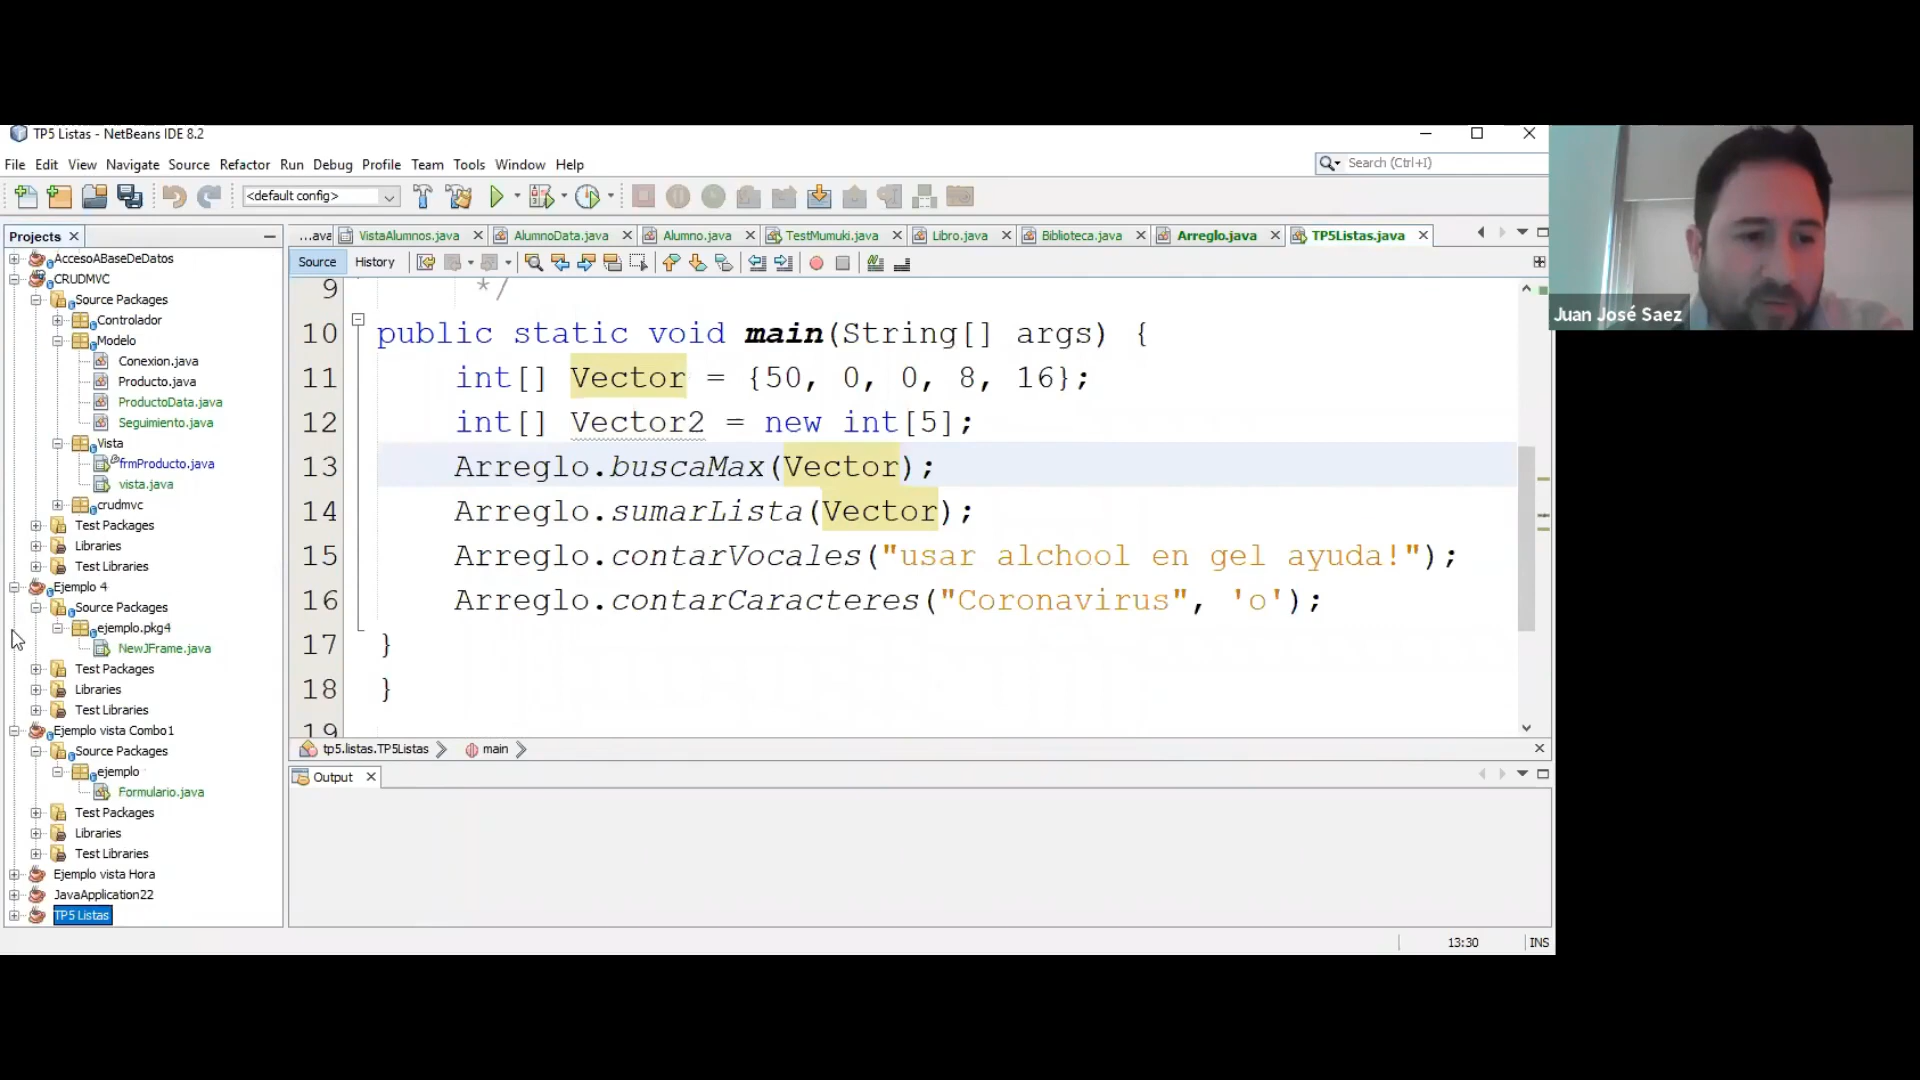 TP5 Listas - NetBeans IDE 8.2
File Edit View Navigate Source Refactor Run Debug Profile Team Tools Window Help
Search (Ctrl+I)
<default config>
Projects
AccesoABaseDeDatos
CRUDMVC
Source Packages
Controlador
Modelo
Conexion.java
Producto.java
ProductoData.java
Seguimiento.java
Vista
frmProducto.java
vista.java
crudmvc
Test Packages
Libraries
Test Libraries
Ejemplo 4
Source Packages
ejemplo.pkg4
NewJFrame.java
Test Packages
Libraries
Test Libraries
Ejemplo vista Combo1
Source Packages
ejemplo
Formulario.java
Test Packages
Libraries
Test Libraries
Ejemplo vista Hora
JavaApplication22
TP5 Listas
...ava VistaAlumnos.java AlumnoData.java Alumno.java TestMumuki.java Libro.java Biblioteca.java Arreglo.java TP5Listas.java
Source History
9 */
10 public static void main(String[] args) {
11 int[] Vector = {50, 0, 0, 8, 16};
12 int[] Vector2 = new int[5];
13 Arreglo.buscaMax(Vector);
14 Arreglo.sumarLista(Vector);
15 Arreglo.contarVocales("usar alchool en gel ayuda!");
16 Arreglo.contarCaracteres("Coronavirus", 'o');
17 }
18 }
19
tp5.listas.TP5Listas main
Output
13:30 INS
Juan José Saez